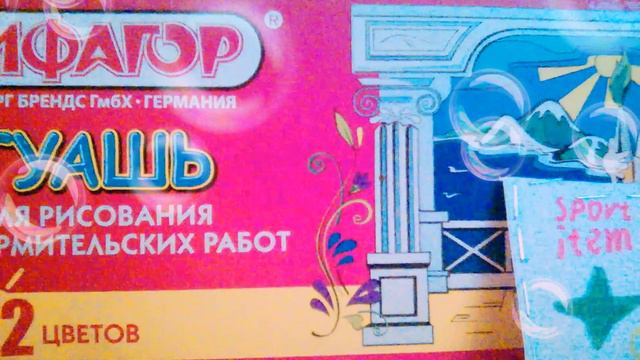 ИФАГОР®
РГ БРЕНДС ГмбХ · ГЕРМАНИЯ
ГУАШЬ
ЛЯ РИСОВАНИЯ
РМИТЕЛЬСКИХ РАБОТ
2 ЦВЕТОВ
sport
item